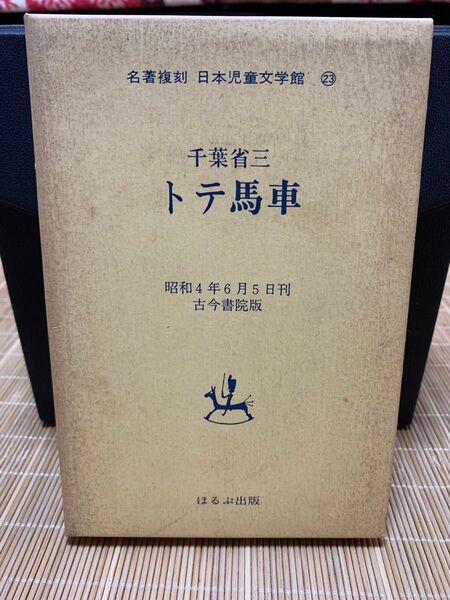 名著複刻 日本児童文学館 ㉓
千葉省三
トテ馬車
昭和4年6月5日刊
古今書院版
ほるぷ出版